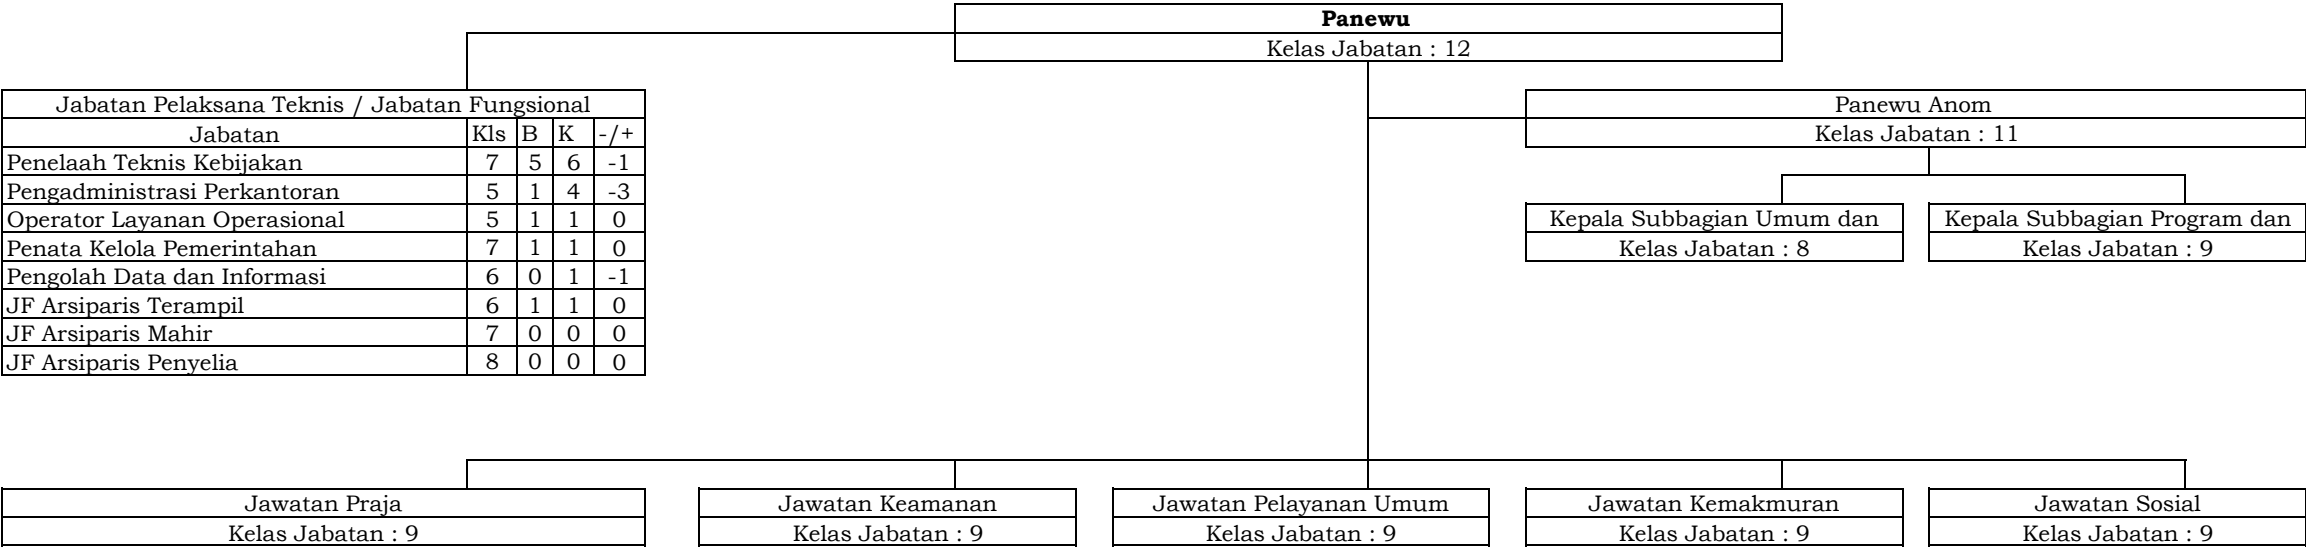 Panewu
Kelas Jabatan : 12
Jabatan Pelaksana Teknis / Jabatan Fungsional
Jabatan Kls B K -/+
Penelaah Teknis Kebijakan 7 5 6 -1
Pengadministrasi Perkantoran 5 1 4 -3
Operator Layanan Operasional 5 1 1 0
Penata Kelola Pemerintahan 7 1 1 0
Pengolah Data dan Informasi 6 0 1 -1
JF Arsiparis Terampil 6 1 1 0
JF Arsiparis Mahir 7 0 0 0
JF Arsiparis Penyelia 8 0 0 0
Panewu Anom
Kelas Jabatan : 11
Kepala Subbagian Umum dan
Kelas Jabatan : 8
Kepala Subbagian Program dan
Kelas Jabatan : 9
Jawatan Praja
Kelas Jabatan : 9
Jawatan Keamanan
Kelas Jabatan : 9
Jawatan Pelayanan Umum
Kelas Jabatan : 9
Jawatan Kemakmuran
Kelas Jabatan : 9
Jawatan Sosial
Kelas Jabatan : 9